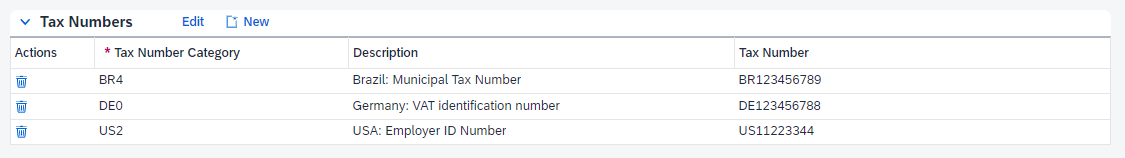 Tax Numbers Edit New
Actions * Tax Number Category Description Tax Number
BR4 Brazil: Municipal Tax Number BR123456789
DE0 Germany: VAT identification number DE123456788
US2 USA: Employer ID Number US11223344